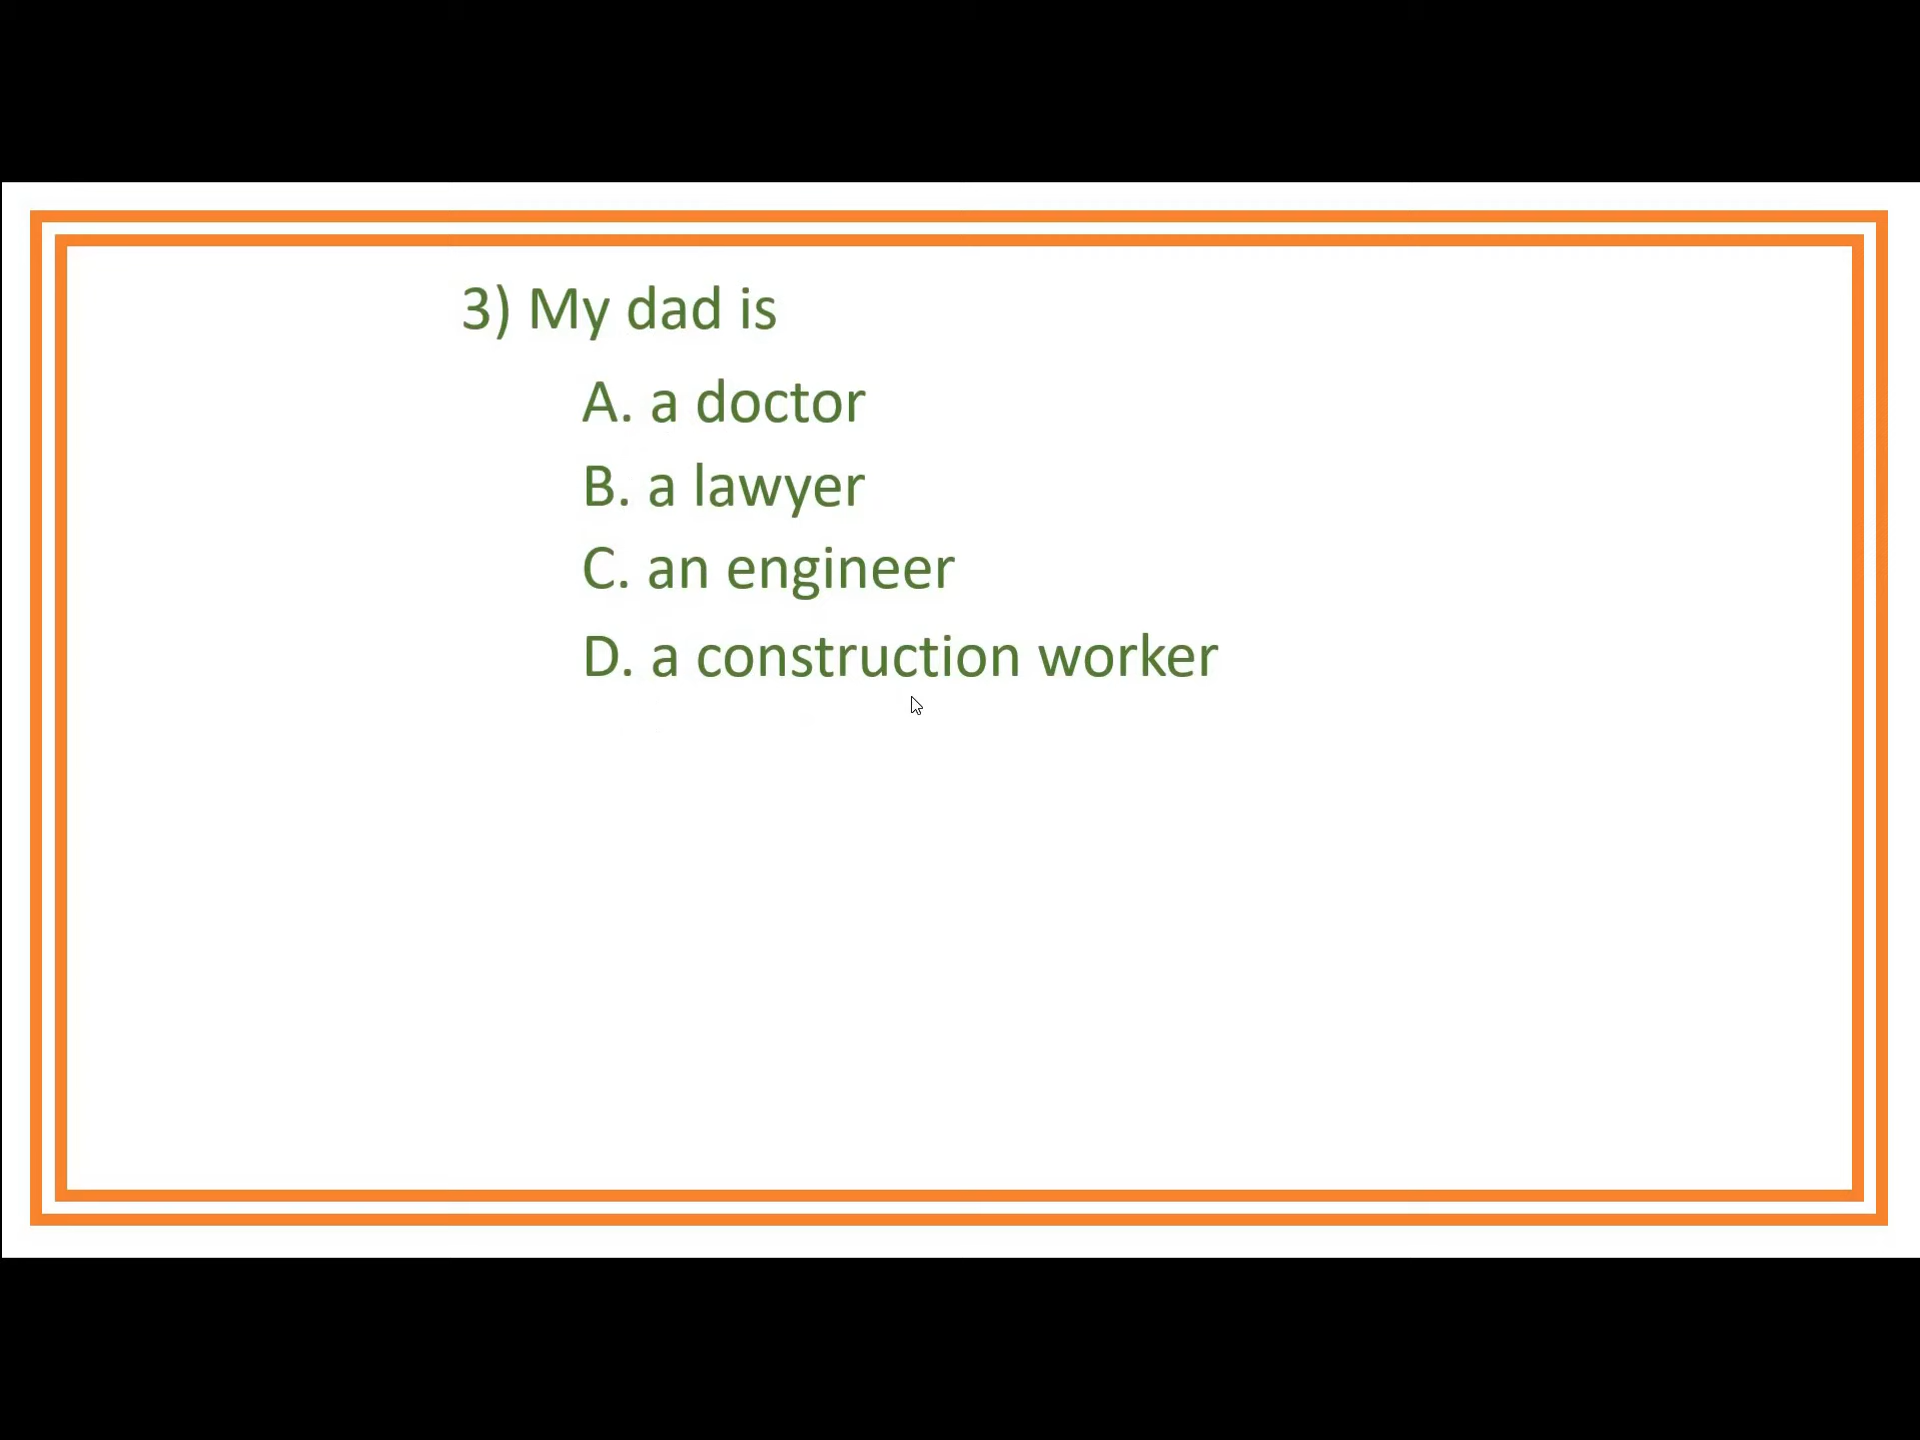 3) My dad is
A. a doctor
B. a lawyer
C. an engineer
D. a construction worker